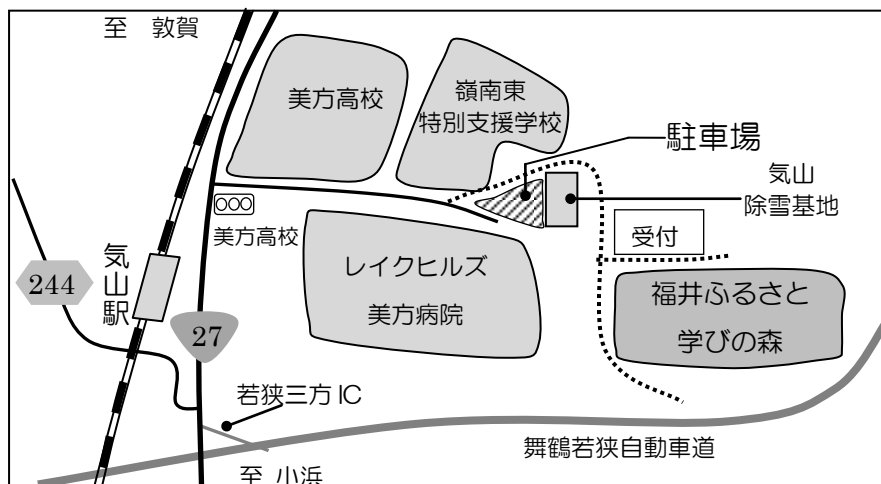 至 敦賀
美方高校
嶺南東
特別支援学校
駐車場
気山
除雪基地
美方高校
受付
レイクヒルズ
美方病院
気山駅
244
27
福井ふるさと
学びの森
若狭三方IC
舞鶴若狭自動車道
至 小浜